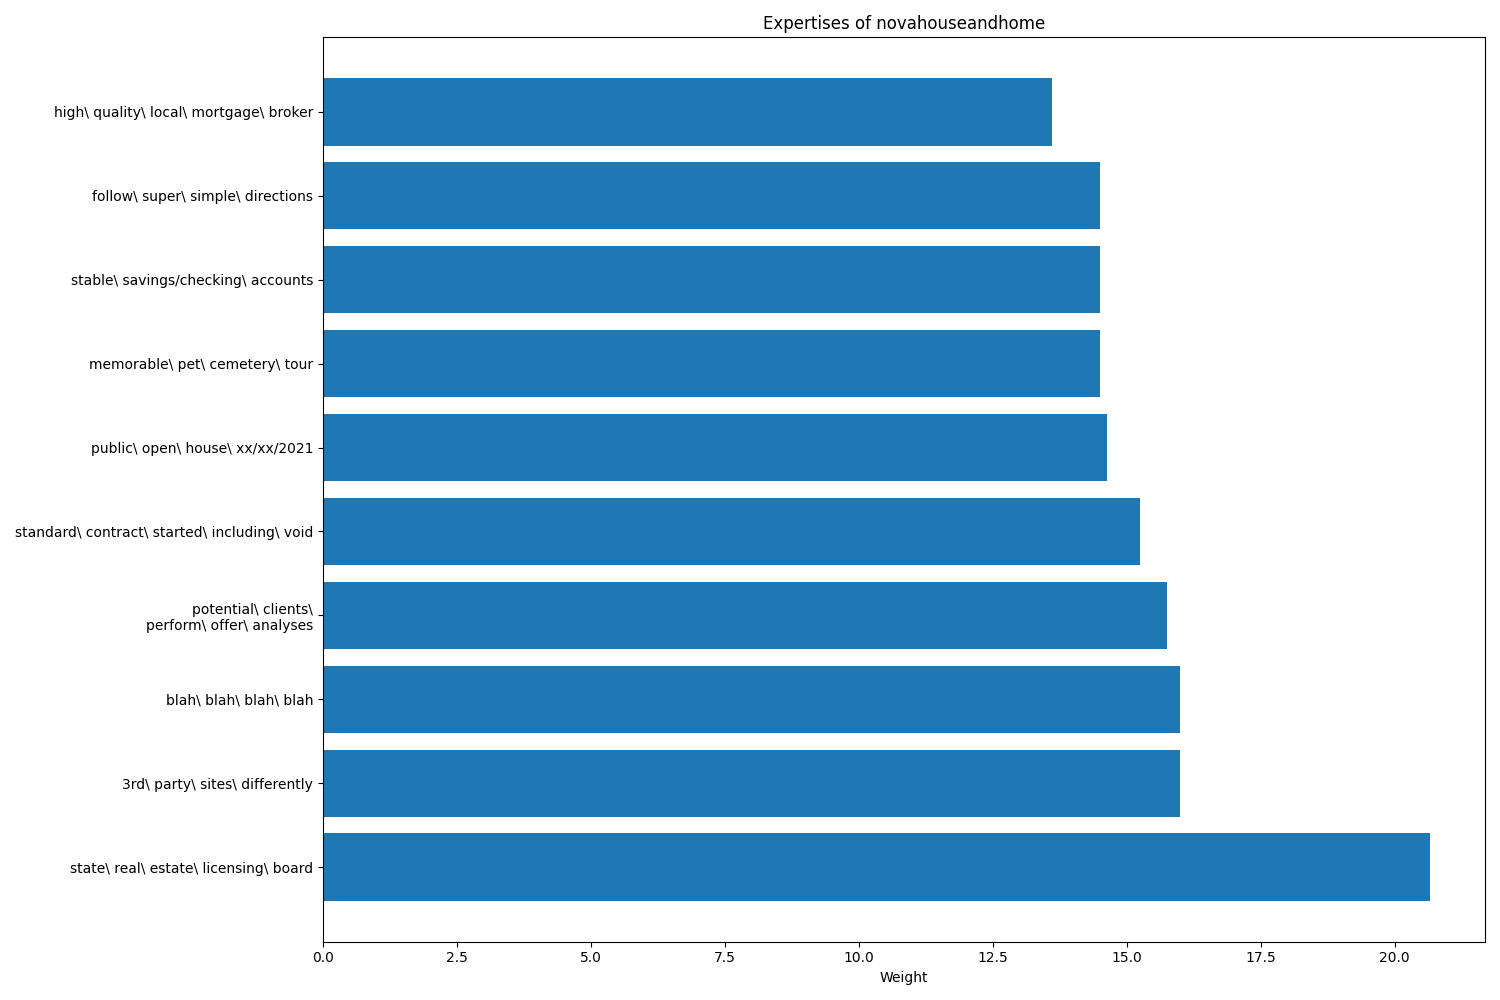 Expertises of novahouseandhome
high\ quality\ local\ mortgage\ broker
follow\ super\ simple\ directions
stable\ savings/checking\ accounts
memorable\ pet\ cemetery\ tour
public\ open\ house\ xx/xx/2021
standard\ contract\ started\ including\ void
potential\ clients\
perform\ offer\ analyses
blah\ blah\ blah\ blah
3rd\ party\ sites\ differently
state\ real\ estate\ licensing\ board
0.0 2.5 5.0 7.5 10.0 12.5 15.0 17.5 20.0
Weight